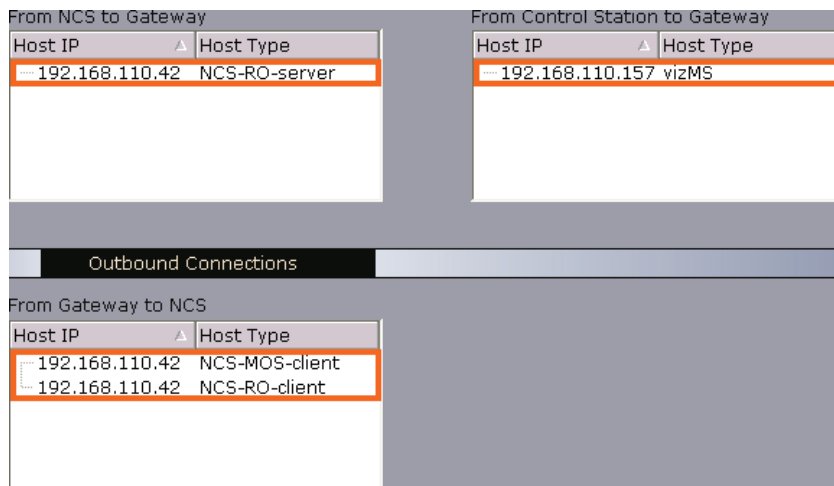 From NCS to Gateway
Host IP Host Type
192.168.110.42 NCS-RO-server
From Control Station to Gateway
Host IP Host Type
192.168.110.157 vizMS
Outbound Connections
From Gateway to NCS
Host IP Host Type
192.168.110.42 NCS-MOS-client
192.168.110.42 NCS-RO-client